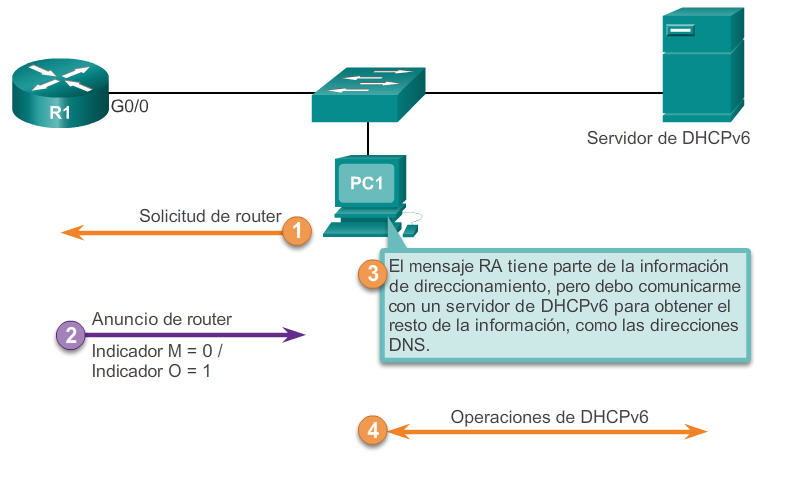 R1
G0/0
Servidor de DHCPv6
PC1
Solicitud de router
1
3
El mensaje RA tiene parte de la información
de direccionamiento, pero debo comunicarme
con un servidor de DHCPv6 para obtener el
resto de la información, como las direcciones
DNS.
2
Anuncio de router
Indicador M = 0 /
Indicador O = 1
4
Operaciones de DHCPv6